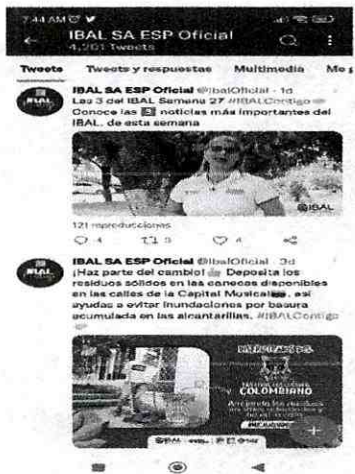 7:44 AM
IBAL SA ESP Oficial
4,201 Tweets
Tweets Tweets y respuestas Multimedia Me g
IBAL SA ESP Oficial @IbalOficial · 1d
Las 3 del IBAL Semana 27 #IBALContigo
Conoce las 3 noticias más importantes del
IBAL, de esta semana
IBAL
121 reproducciones
4 3 4
IBAL SA ESP Oficial @IbalOficial · 3d
¡Haz parte del cambio! Deposita los
residuos sólidos en las canecas disponibles
en las calles de la Capital Musical, así
ayudas a evitar inundaciones por basura
acumulada en las alcantarillas. #IBALContigo
COLOMBIANO
IBAL